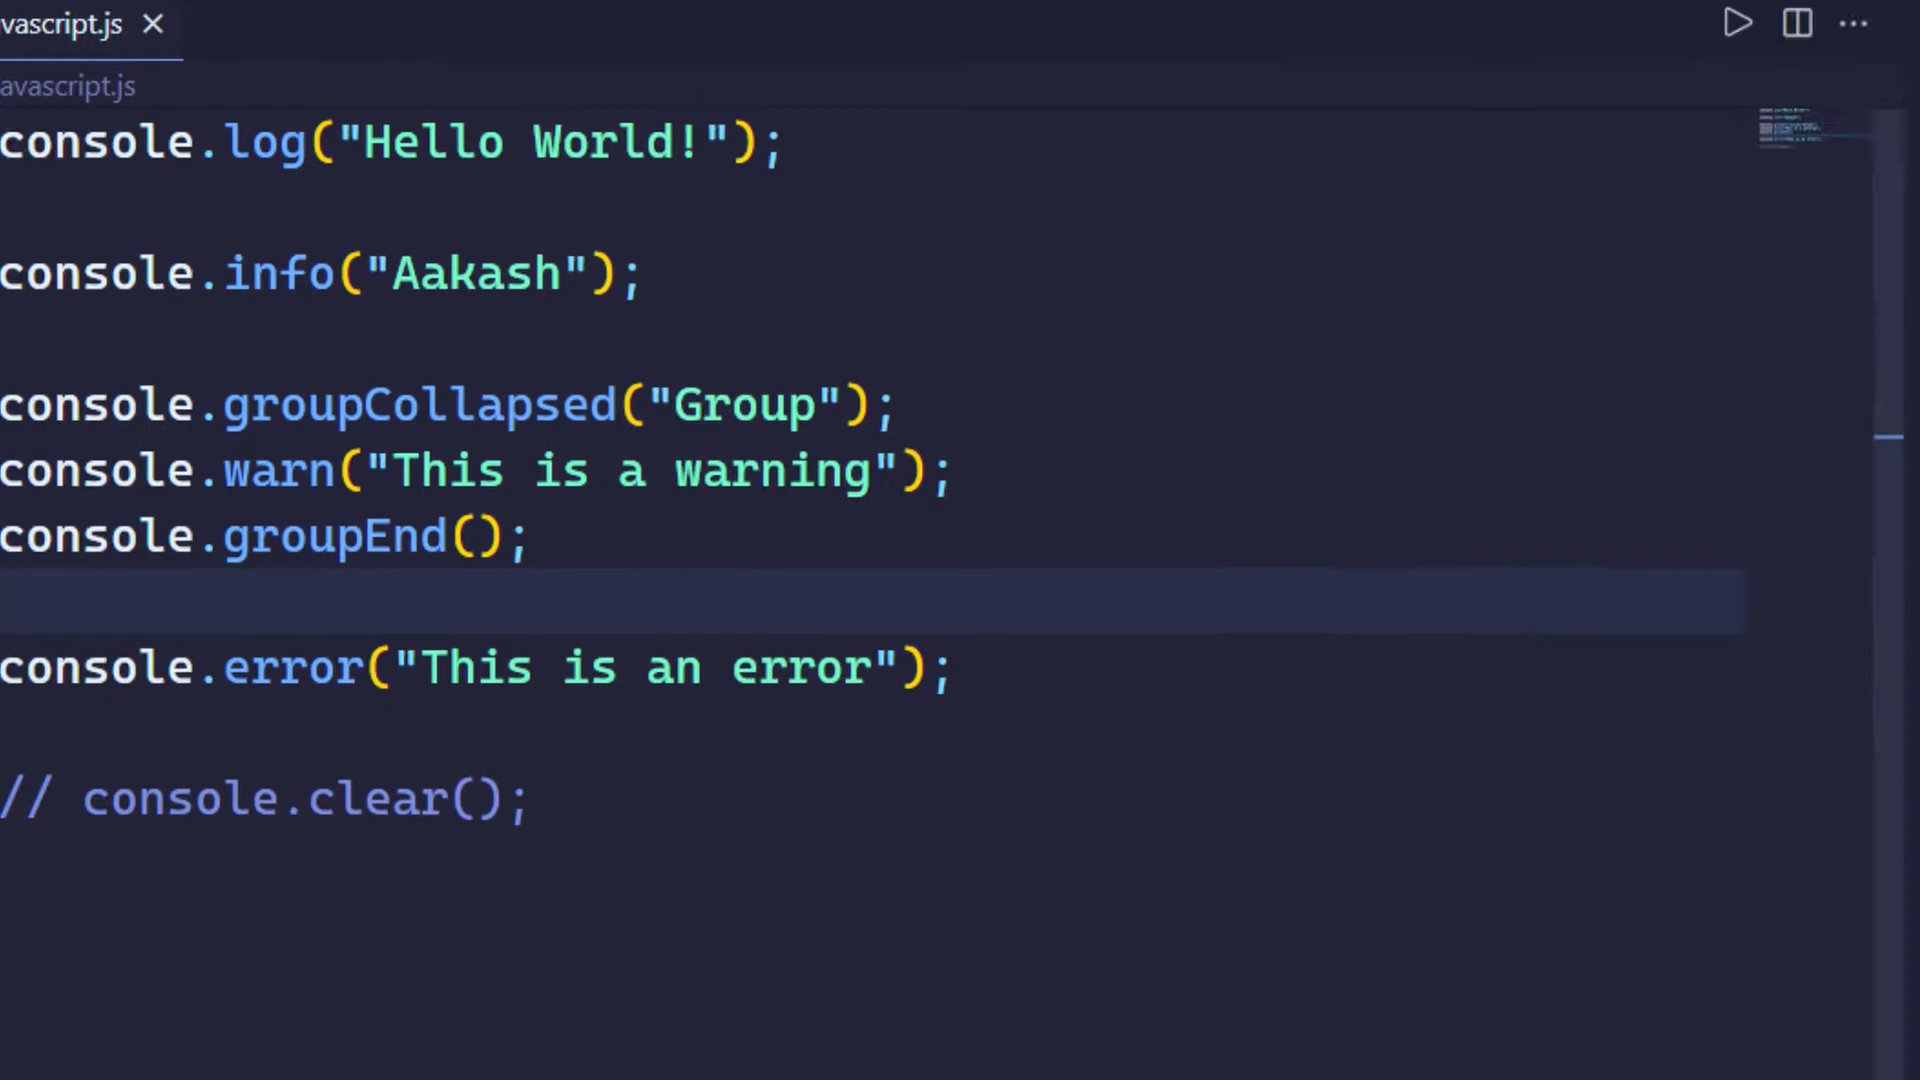 vascript.js
avascript.js
console.log("Hello World!");
console.info("Aakash");
console.groupCollapsed("Group");
console.warn("This is a warning");
console.groupEnd();
console.error("This is an error");
// console.clear();